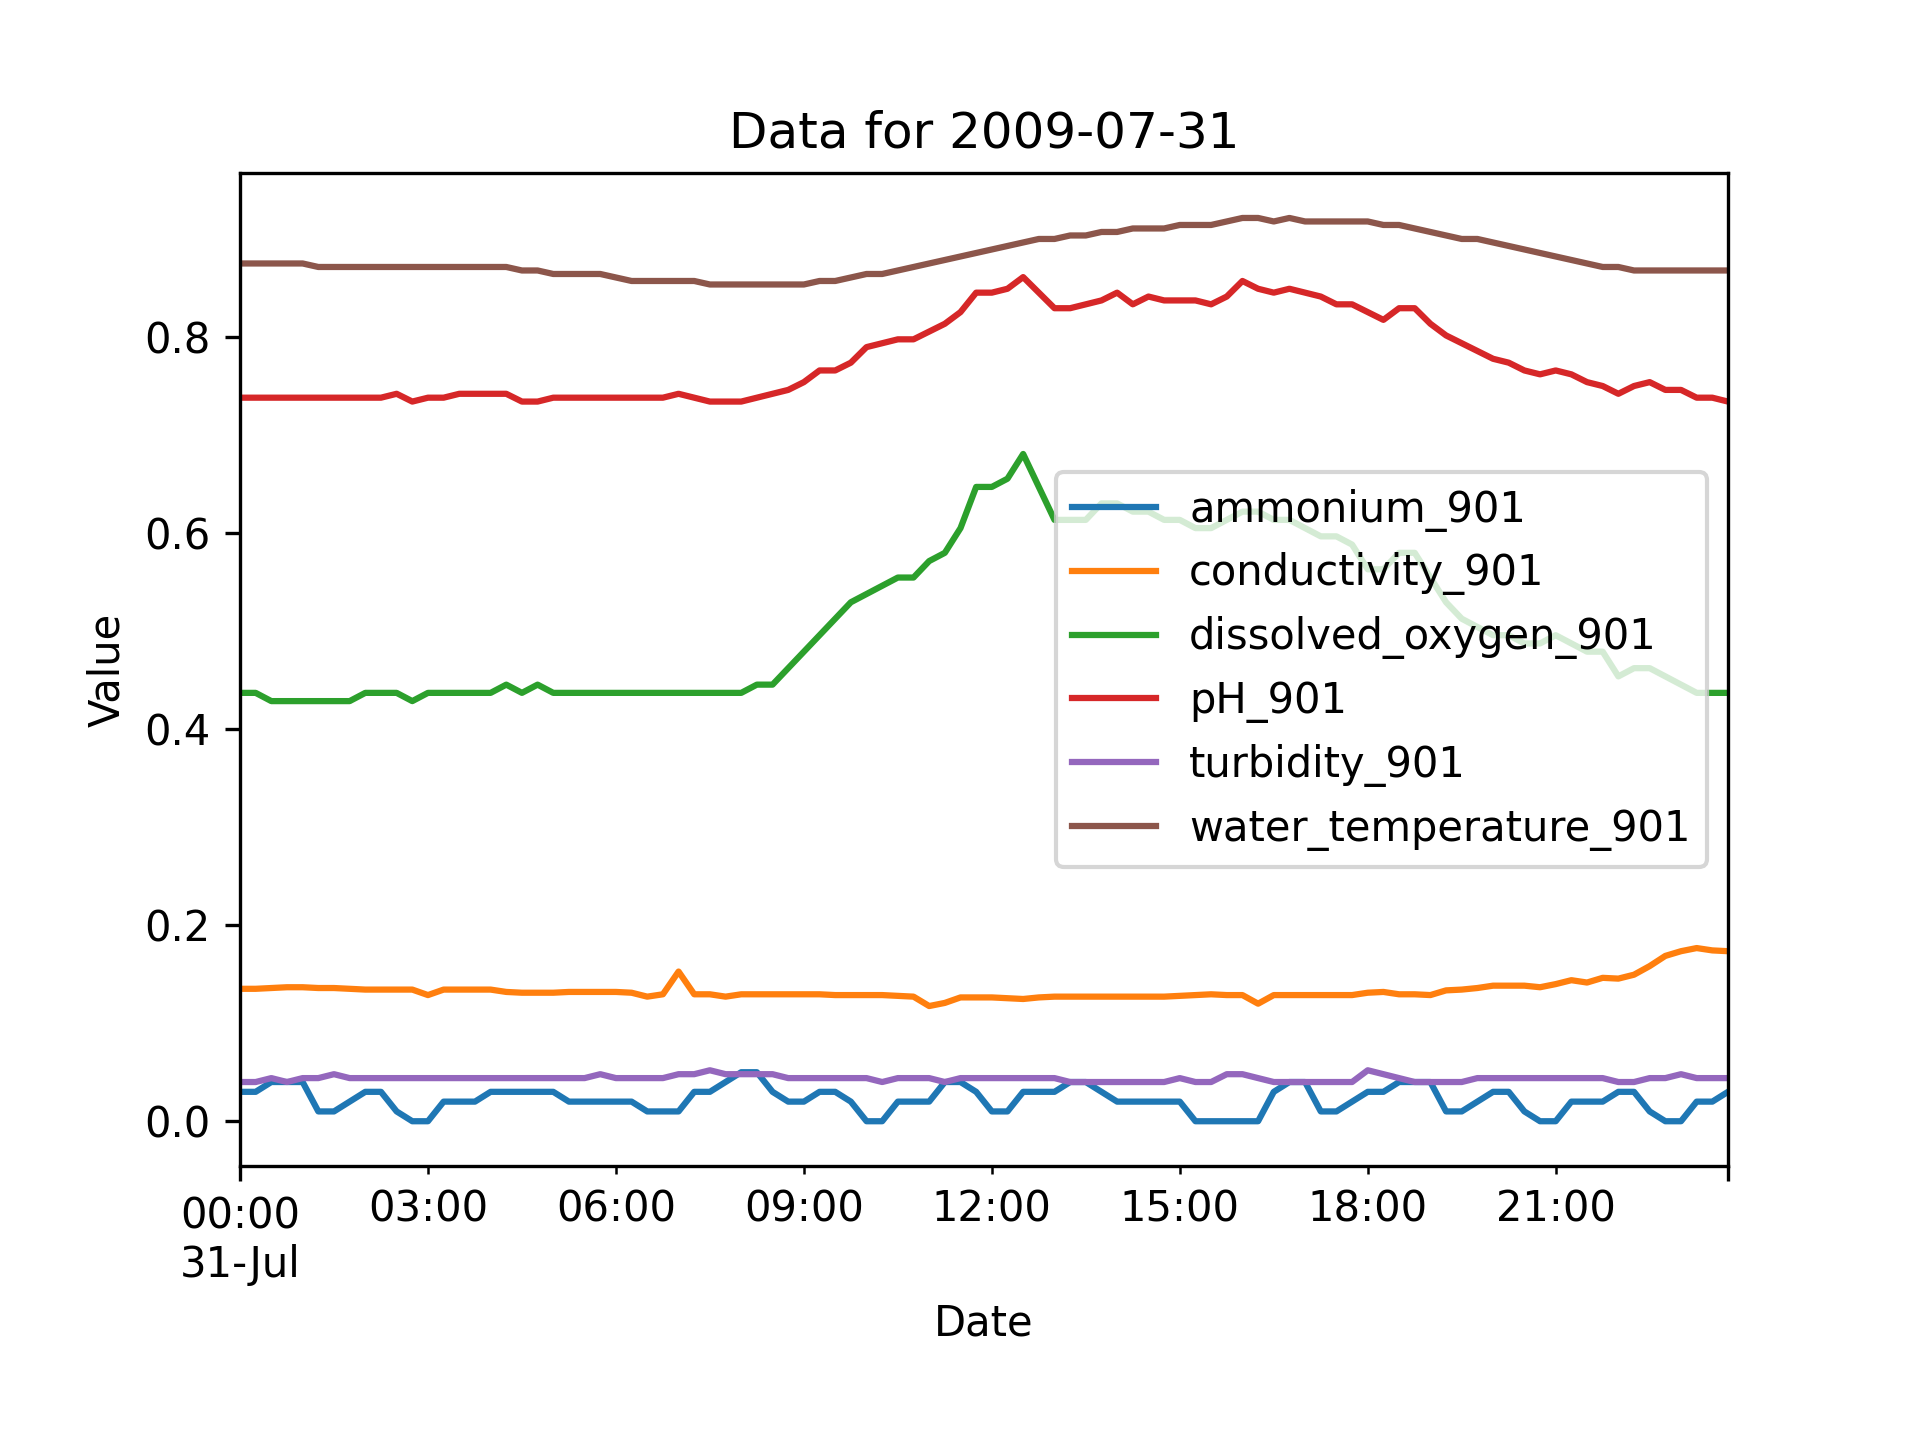 Data for 2009-07-31
Value
0.8
0.6
0.4
0.2
0.0
ammonium_901
conductivity_901
dissolved_oxygen_901
pH_901
turbidity_901
water_temperature_901
00:00 03:00 06:00 09:00 12:00 15:00 18:00 21:00
31-Jul
Date